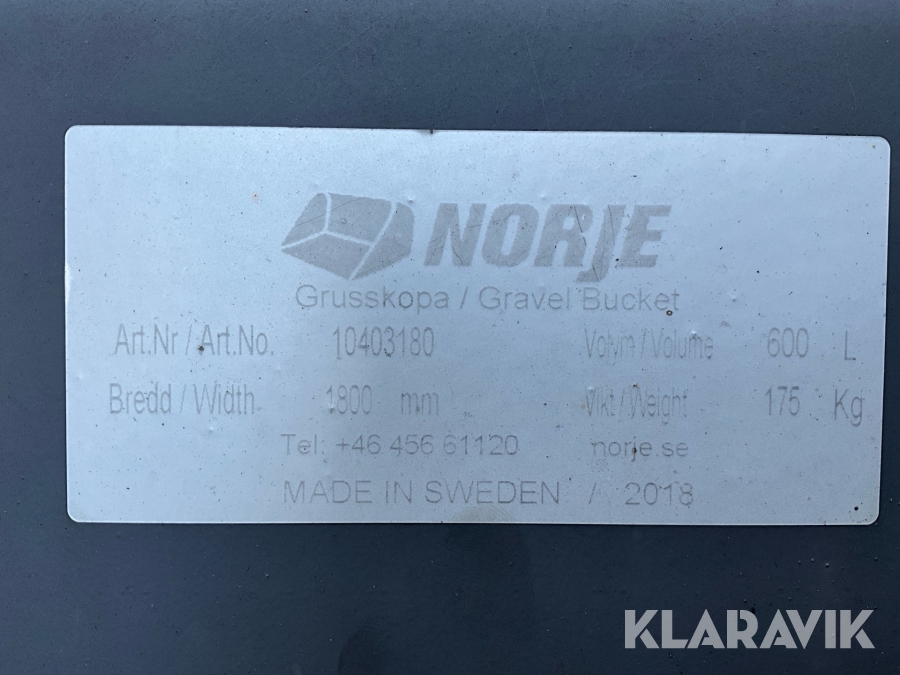 NORJE
Grusskopa / Gravel Bucket
Art.Nr / Art.No. 10403180 Volym / Volume 600 L
Bredd / Width 1800 mm Vikt / Weight 175 Kg
Tel: +46 456 61120 norje.se
MADE IN SWEDEN / 2018
KLARAVIK